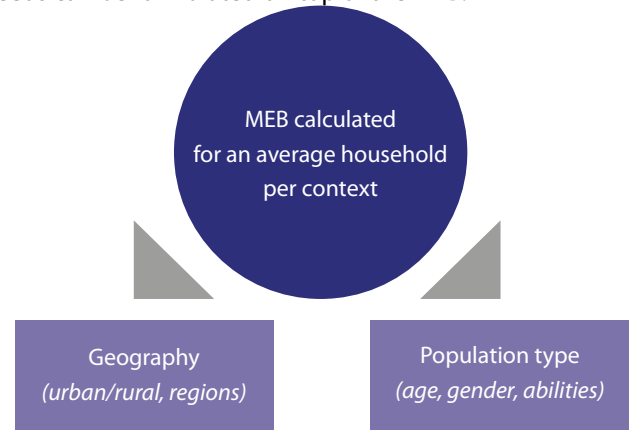 MEB calculated
for an average household
per context
Geography
(urban/rural, regions)
Population type
(age, gender, abilities)